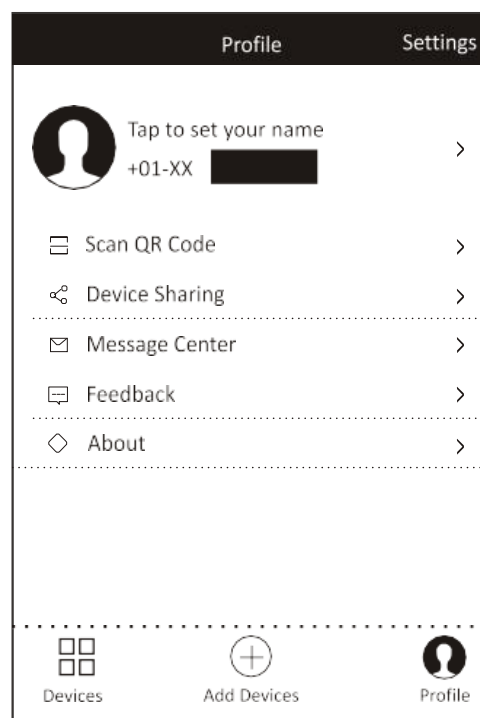 Profile Settings
Tap to set your name
+01-XX
Scan QR Code
Device Sharing
Message Center
Feedback
About
Devices Add Devices Profile